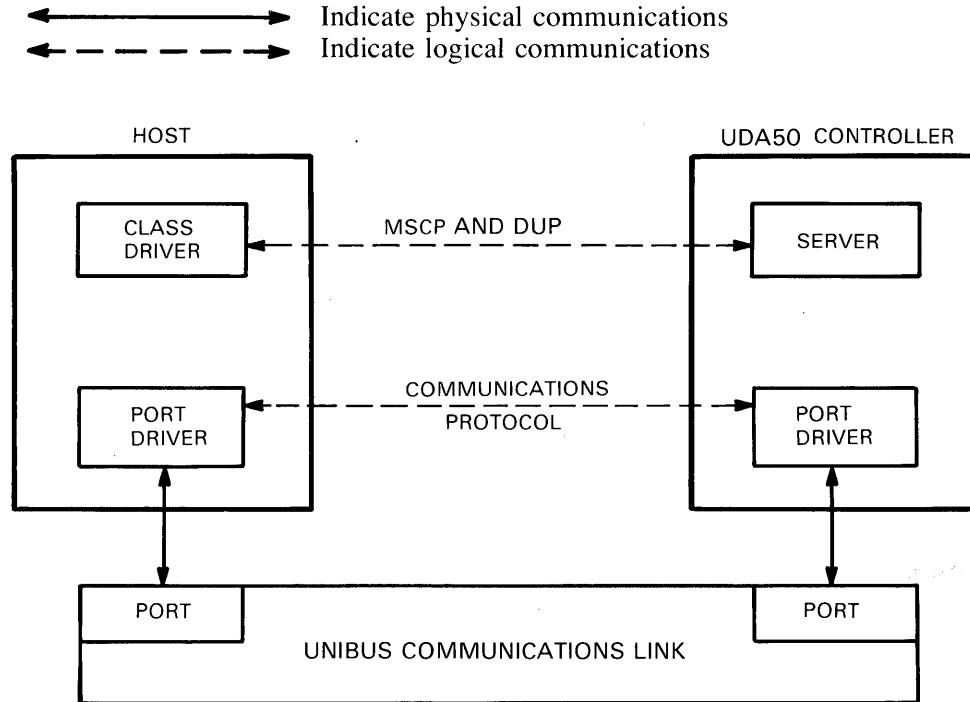 Indicate physical communications
Indicate logical communications
HOST
UDA50 CONTROLLER
CLASS
DRIVER
MSCP AND DUP
SERVER
PORT
DRIVER
COMMUNICATIONS
PROTOCOL
PORT
DRIVER
PORT
PORT
UNIBUS COMMUNICATIONS LINK